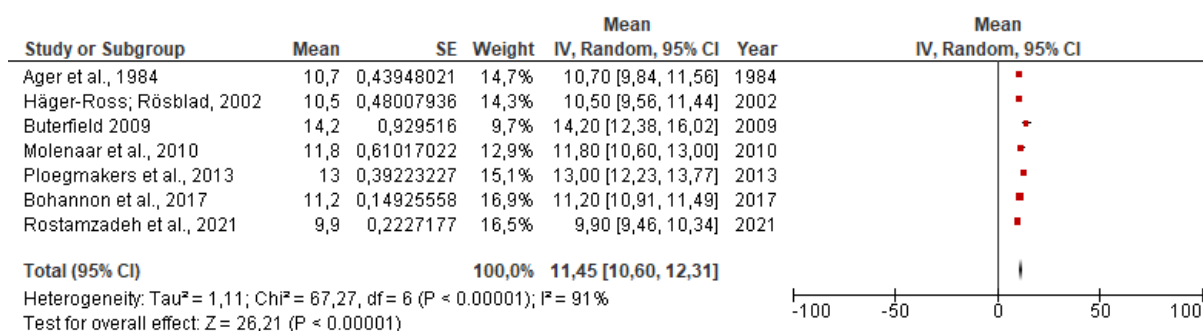 Mean Mean
Study or Subgroup Mean SE Weight IV, Random, 95% CI Year IV, Random, 95% CI
Ager et al., 1984 10,7 0,43948021 14,7% 10,70 [9,84, 11,56] 1984
Häger-Ross; Rösblad, 2002 10,5 0,48007936 14,3% 10,50 [9,56, 11,44] 2002
Buterfield 2009 14,2 0,929516 9,7% 14,20 [12,38, 16,02] 2009
Molenaar et al., 2010 11,8 0,61017022 12,9% 11,80 [10,60, 13,00] 2010
Ploegmakers et al., 2013 13 0,39223227 15,1% 13,00 [12,23, 13,77] 2013
Bohannon et al., 2017 11,2 0,14925558 16,9% 11,20 [10,91, 11,49] 2017
Rostamzadeh et al., 2021 9,9 0,2227177 16,5% 9,90 [9,46, 10,34] 2021
Total (95% CI) 100,0% 11,45 [10,60, 12,31]
Heterogeneity: Tau² = 1,11; Chi² = 67,27, df = 6 (P < 0.00001); I² = 91%
Test for overall effect: Z = 26,21 (P < 0.00001)
-100 -50 0 50 100